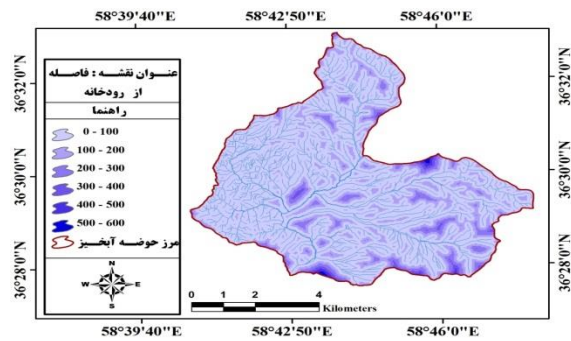 58°39'40"E 58°42'50"E 58°46'0"E
36°32'0"N
36°30'0"N
36°28'0"N
عنوان نقشه : فاصله
از رودخانه
راهنما
0 - 100
100 - 200
200 - 300
300 - 400
400 - 500
500 - 600
مرز حوضه آبخیز
N
W E
S
0 1 2 4
Kilometers
36°32'0"N
36°30'0"N
36°28'0"N
58°39'40"E 58°42'50"E 58°46'0"E